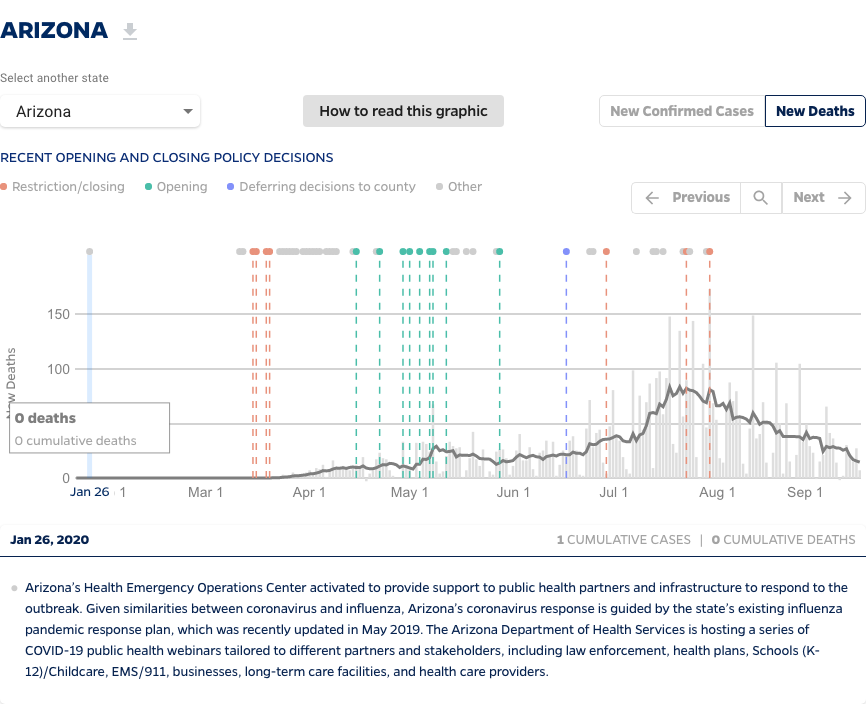 ARIZONA
Select another state
Arizona
How to read this graphic
New Confirmed Cases
New Deaths
RECENT OPENING AND CLOSING POLICY DECISIONS
Restriction/closing
Opening
Deferring decisions to county
Other
Previous
Next
150
100
Deaths
0 deaths
0 cumulative deaths
0
Jan 26
1
Mar 1
Apr 1
May 1
Jun 1
Jul 1
Aug 1
Sep 1
Jan 26, 2020
1 CUMULATIVE CASES | 0 CUMULATIVE DEATHS
Arizona's Health Emergency Operations Center activated to provide support to public health partners and infrastructure to respond to the
outbreak. Given similarities between coronavirus and influenza, Arizona's coronavirus response is guided by the state's existing influenza
pandemic response plan, which was recently updated in May 2019. The Arizona Department of Health Services is hosting a series of
COVID-19 public health webinars tailored to different partners and stakeholders, including law enforcement, health plans, Schools (K-
12)/Childcare, EMS/911, businesses, long-term care facilities, and health care providers.